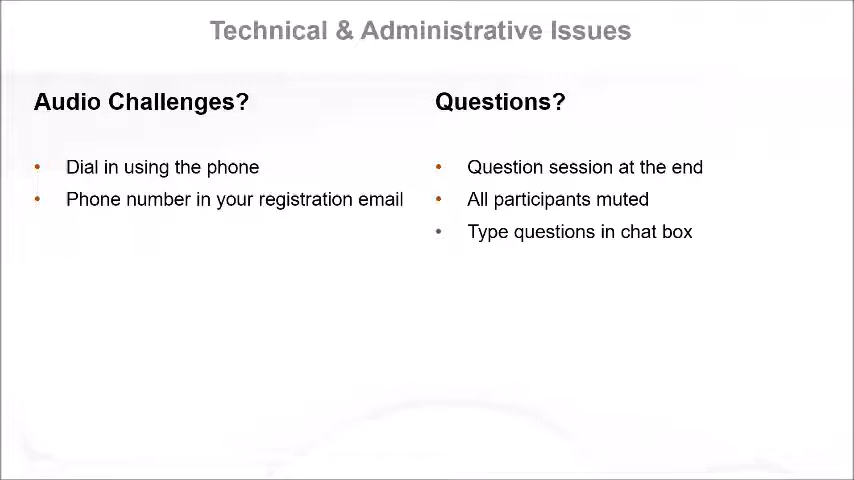 Technical & Administrative Issues
Audio Challenges?
• Dial in using the phone
• Phone number in your registration email
Questions?
• Question session at the end
• All participants muted
• Type questions in chat box